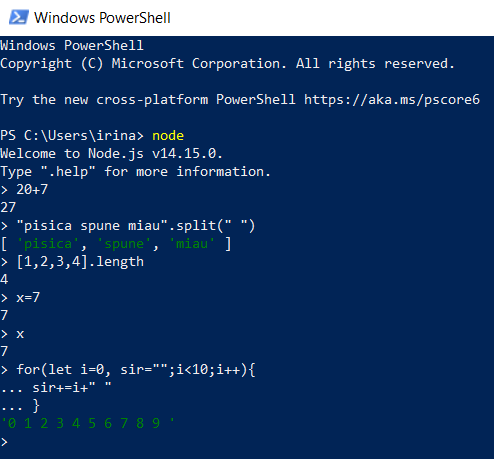 Windows PowerShell
Windows PowerShell
Copyright (C) Microsoft Corporation. All rights reserved.
Try the new cross-platform PowerShell https://aka.ms/pscore6
PS C:\Users\irina> node
Welcome to Node.js v14.15.0.
Type ".help" for more information.
> 20+7
27
> "pisica spune miau".split(" ")
[ 'pisica', 'spune', 'miau' ]
> [1,2,3,4].length
4
> x=7
7
> x
7
> for(let i=0, sir="";i<10;i++){
... sir+=i+" "
... }
'0 1 2 3 4 5 6 7 8 9 '
>